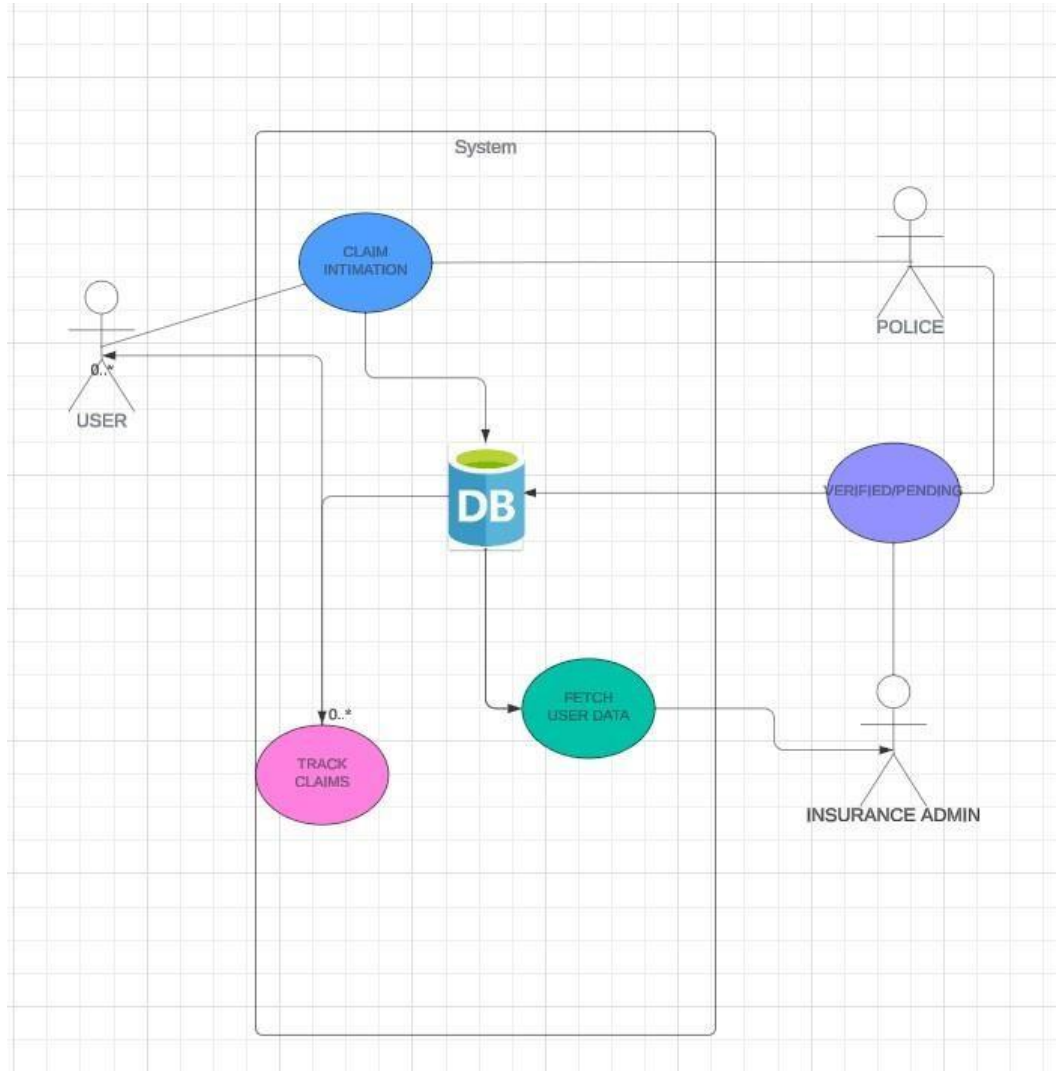 System
CLAIM
INTIMATION
POLICE
0..*
USER
DB
VERIFIED/PENDING
FETCH
USER DATA
0..*
TRACK
CLAIMS
INSURANCE ADMIN